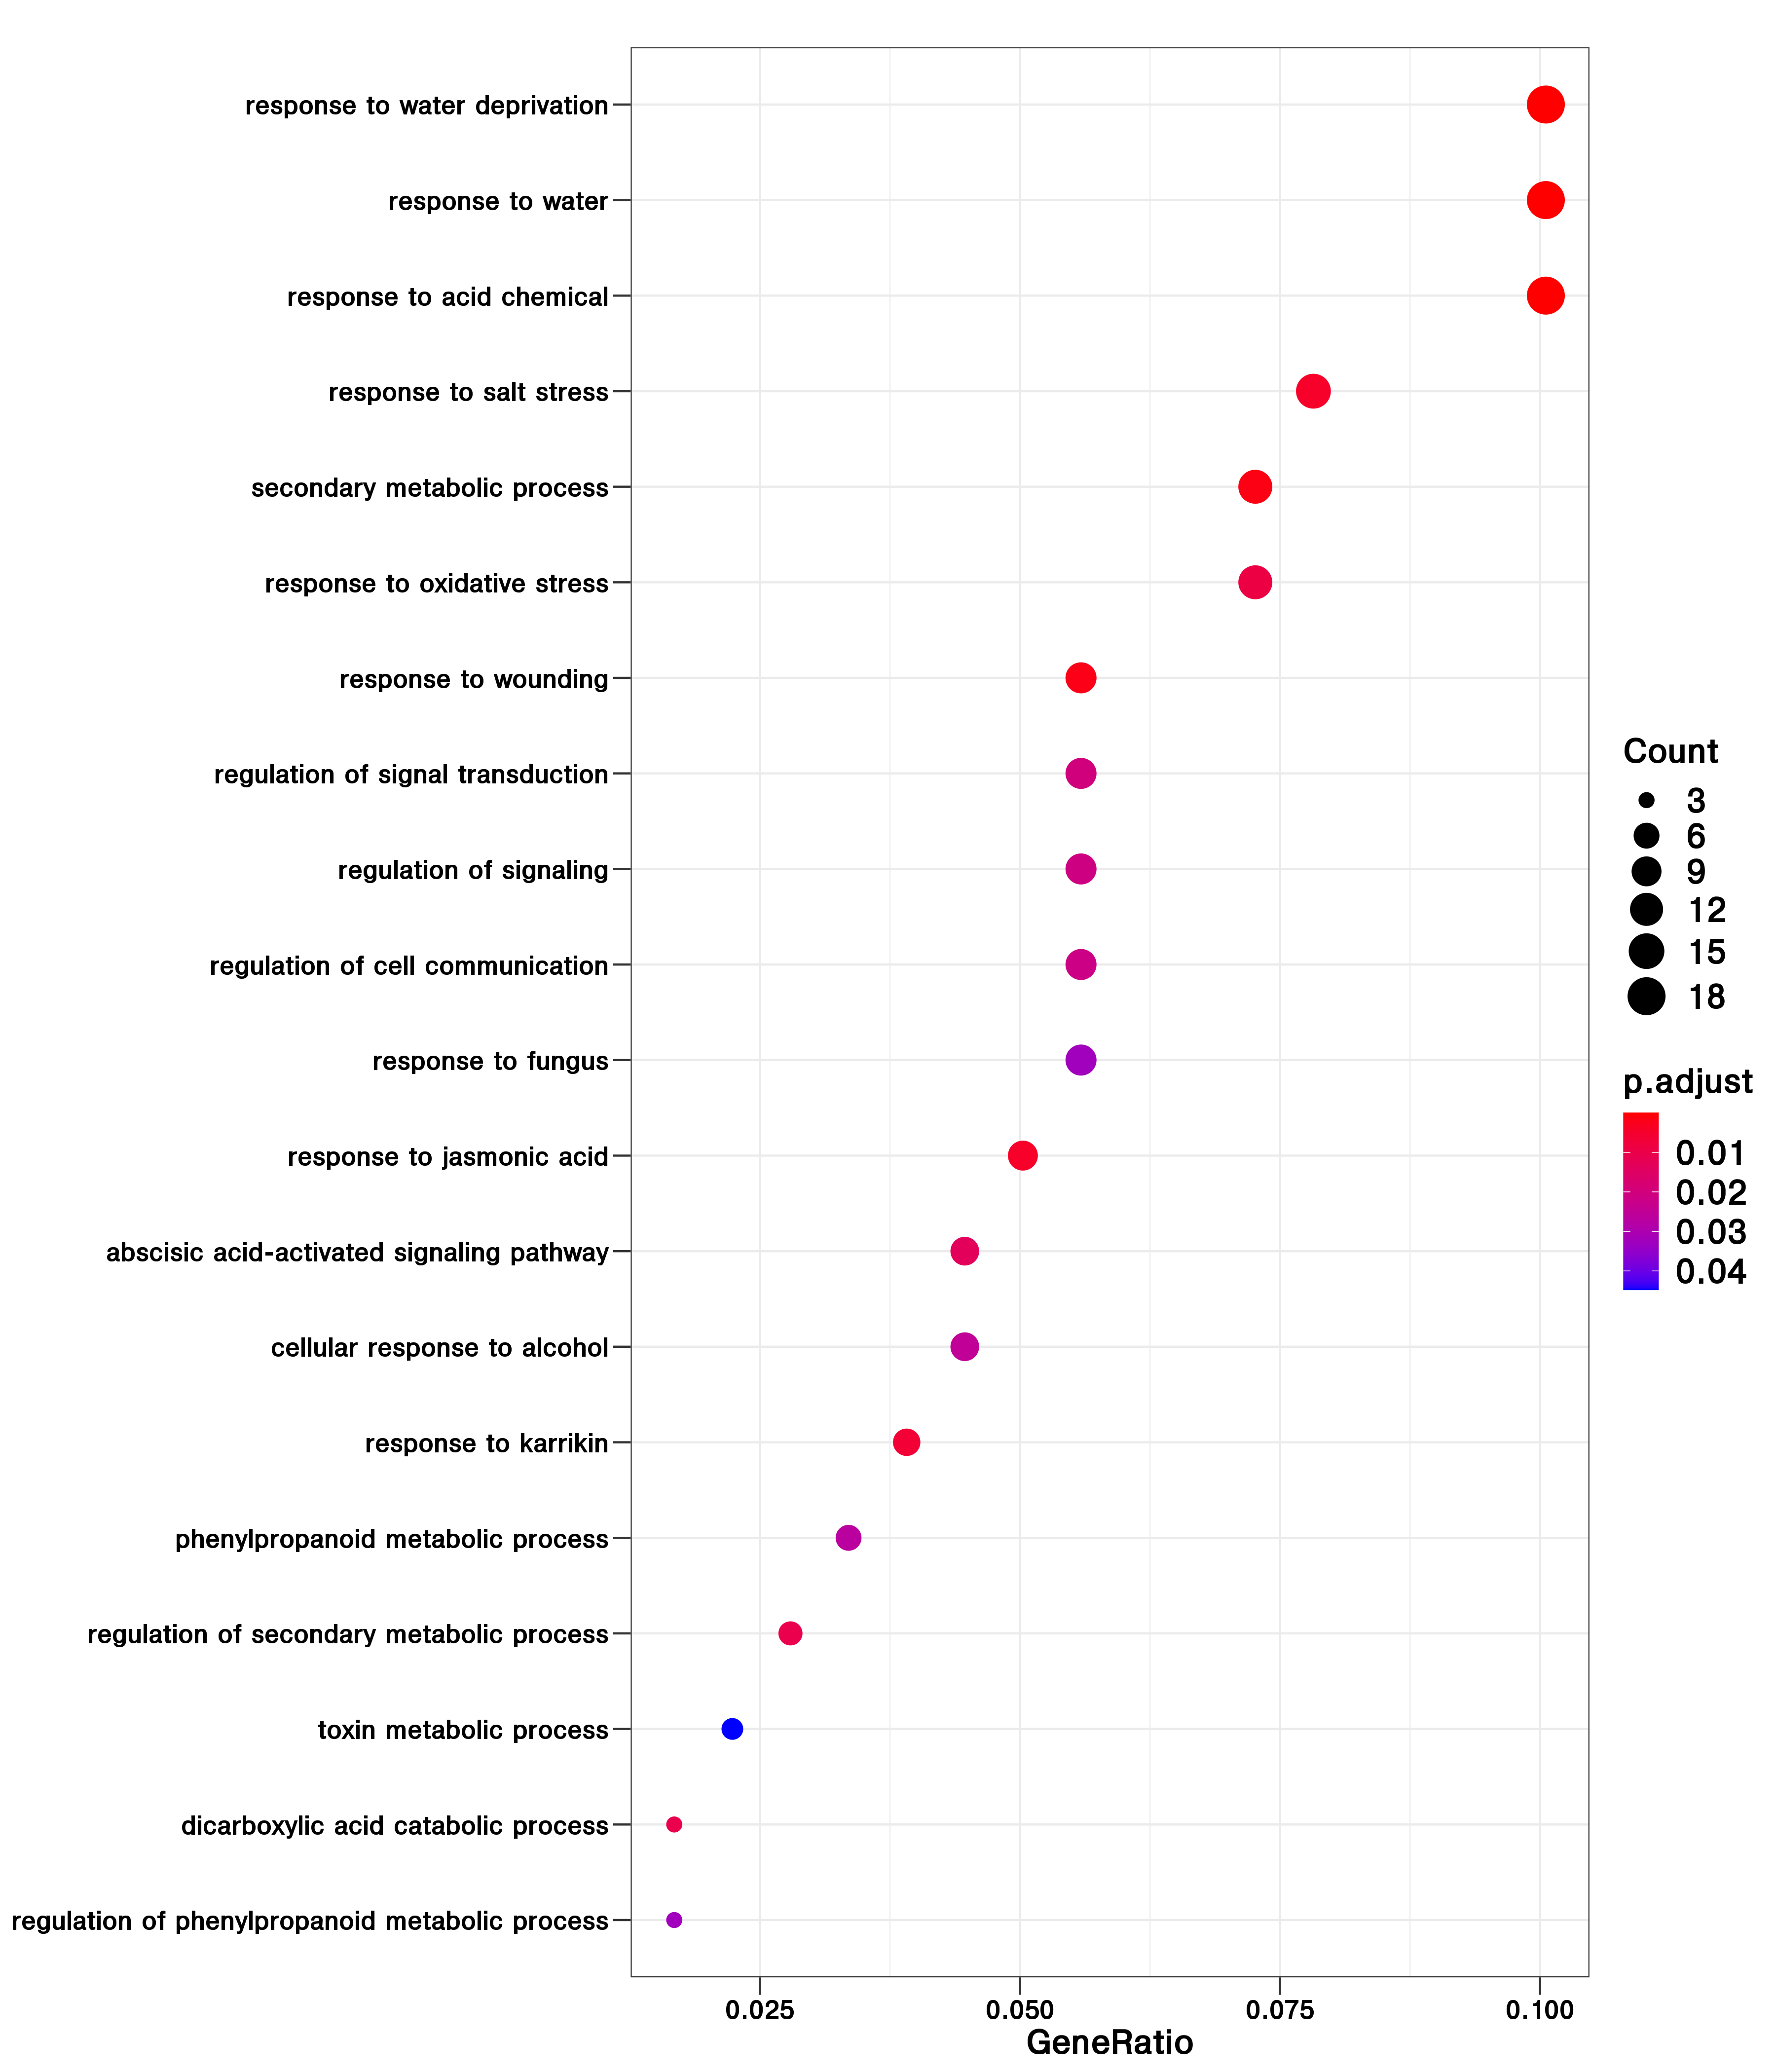 response to water deprivation
response to water
response to acid chemical
response to salt stress
secondary metabolic process
response to oxidative stress
response to wounding
regulation of signal transduction
regulation of signaling
regulation of cell communication
response to fungus
response to jasmonic acid
abscisic acid-activated signaling pathway
cellular response to alcohol
response to karrikin
phenylpropanoid metabolic process
regulation of secondary metabolic process
toxin metabolic process
dicarboxylic acid catabolic process
regulation of phenylpropanoid metabolic process
0.025 0.050 0.075 0.100
GeneRatio
Count
3
6
9
12
15
18
p.adjust
0.01
0.02
0.03
0.04